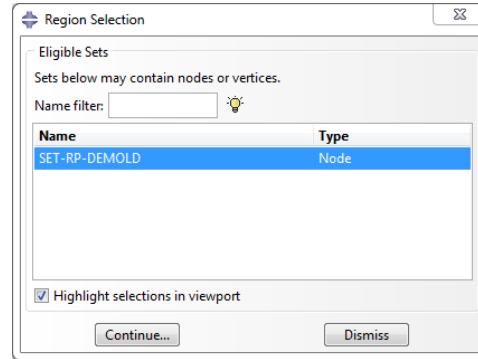 Region Selection
Eligible Sets
Sets below may contain nodes or vertices.
Name filter:
Name Type
SET-RP-DEMOLD Node
Highlight selections in viewport
Continue... Dismiss